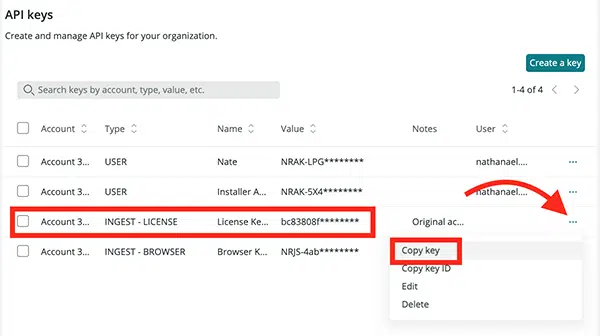 API keys
Create and manage API keys for your organization.
Create a key
Search keys by account, type, value, etc.
1-4 of 4
Account Type Name Value Notes User
Account 3... USER Nate NRAK-LPG******** nathanael.... ...
Account 3... USER Installer A... NRAK-5X4******** nathanael.... ...
Account 3... INGEST - LICENSE License Ke... bc83808f******** Original ac... ...
Account 3... INGEST - BROWSER Browser K... NRJS-4ab********
Copy key
Copy key ID
Edit
Delete